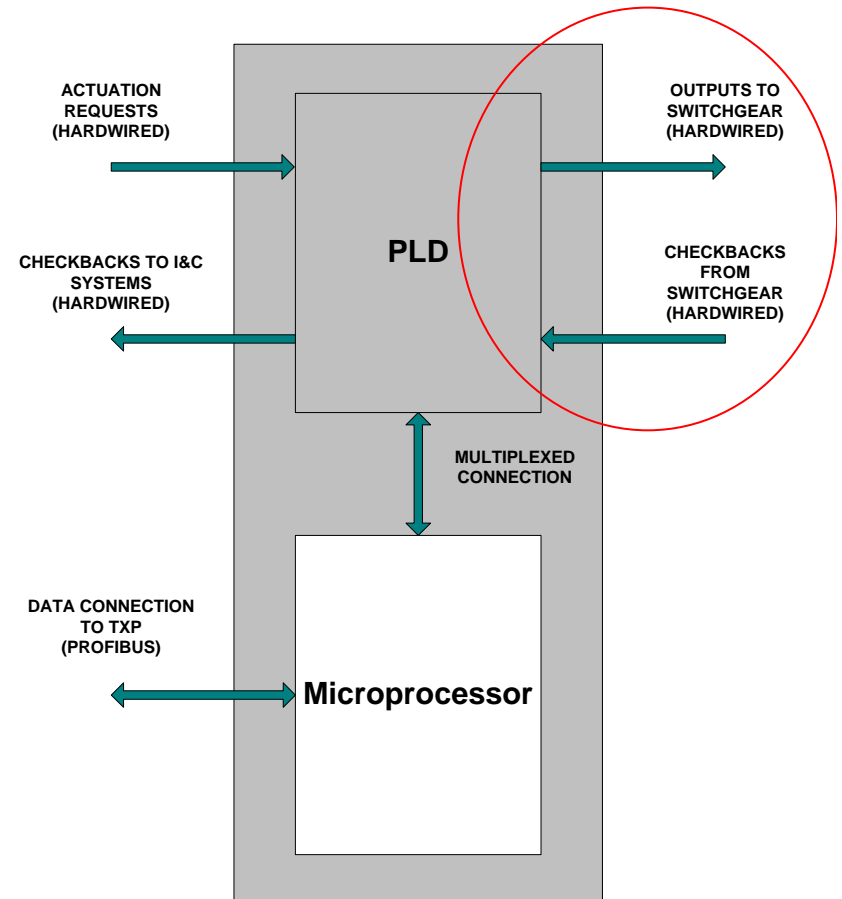 ACTUATION
REQUESTS
(HARDWIRED)
OUTPUTS TO
SWITCHGEAR
(HARDWIRED)
PLD
CHECKBACKS TO I&C
SYSTEMS
(HARDWIRED)
CHECKBACKS
FROM
SWITCHGEAR
(HARDWIRED)
MULTIPLEXED
CONNECTION
DATA CONNECTION
TO TXP
(PROFIBUS)
Microprocessor